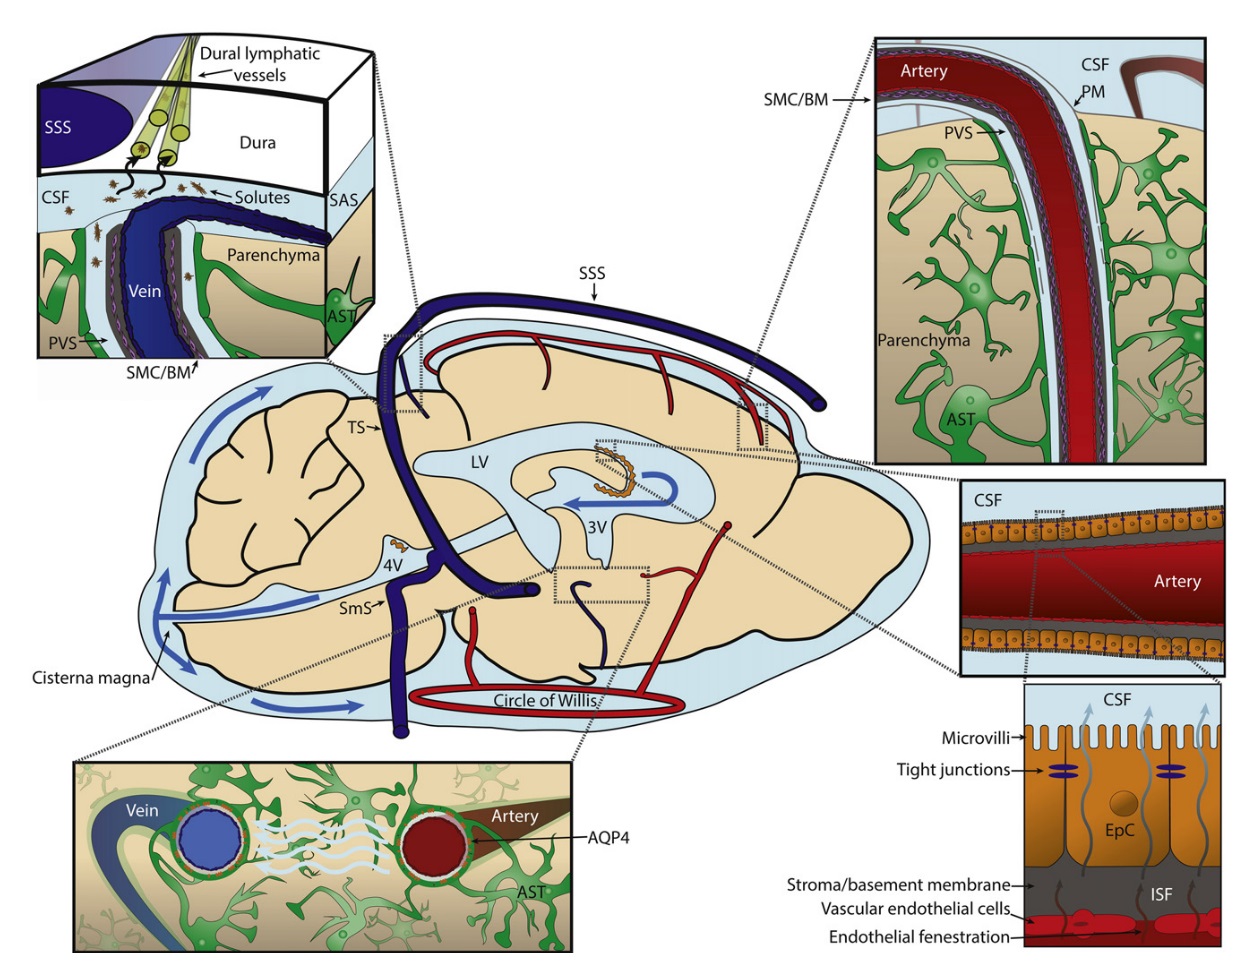 Dural lymphatic
vessels
SSS
Dura
CSF
Solutes
SAS
Parenchyma
Vein
AST
PVS
SMC/BM
Artery
CSF
PM
SMC/BM
PVS
Parenchyma
AST
SSS
TS
LV
3V
4V
SmS
Cisterna magna
Circle of Willis
CSF
Artery
Vein
Artery
AQP4
AST
CSF
Microvilli
Tight junctions
EpC
Stroma/basement membrane
ISF
Vascular endothelial cells
Endothelial fenestration